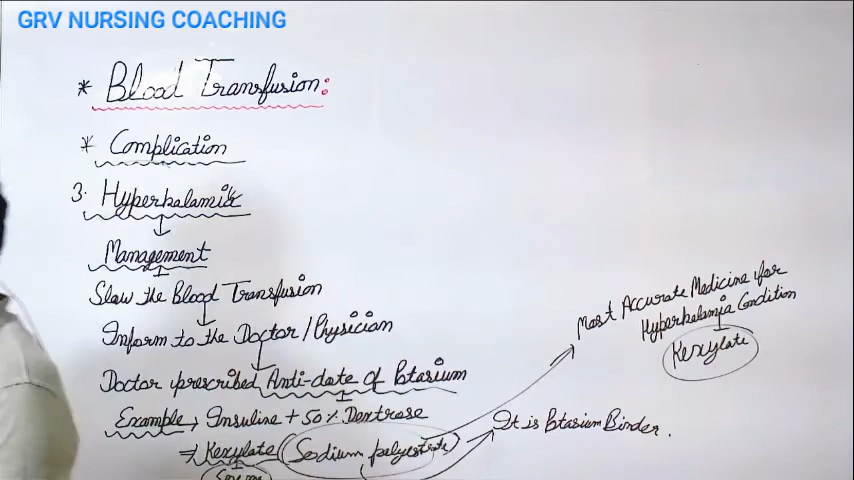 GRV NURSING COACHING
* Blood Transfusion:
* Complication
3. Hyperkalamia
Management
Slow the Blood Transfusion
Inform to the Doctor / Physician
Doctor prescribed Anti-date of Potasium
Example, Insuline + 50% Dextrose
⇒ Kexylate (Sodium
Most Accurate Medicine for
Hyperkalamia Condition
Kexylate
It is Potasium Binder.